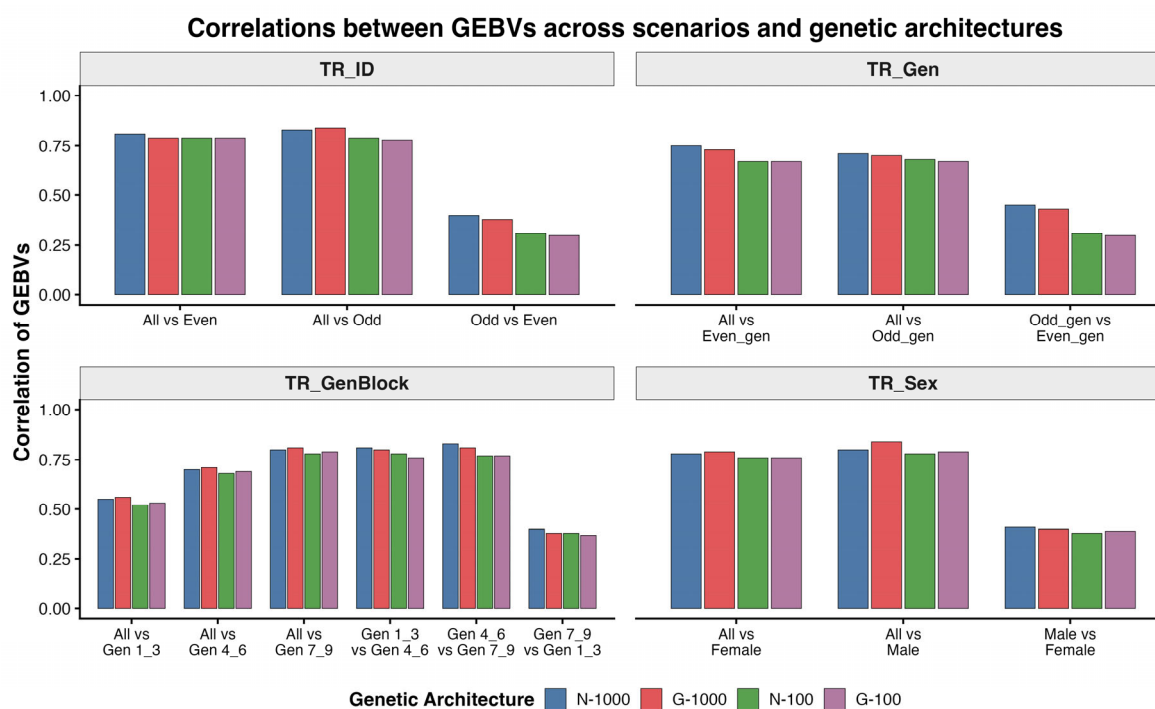 Correlations between GEBVs across scenarios and genetic architectures
Correlation of GEBVs
TR_ID
1.00
0.75
0.50
0.25
0.00
All vs Even
All vs Odd
Odd vs Even
TR_Gen
All vs
Even_gen
All vs
Odd_gen
Odd_gen vs
Even_gen
TR_GenBlock
1.00
0.75
0.50
0.25
0.00
All vs
Gen 1_3
All vs
Gen 4_6
All vs
Gen 7_9
Gen 1_3
vs Gen 4_6
Gen 4_6
vs Gen 7_9
Gen 7_9
vs Gen 1_3
TR_Sex
All vs
Female
All vs
Male
Male vs
Female
Genetic Architecture N-1000 G-1000 N-100 G-100